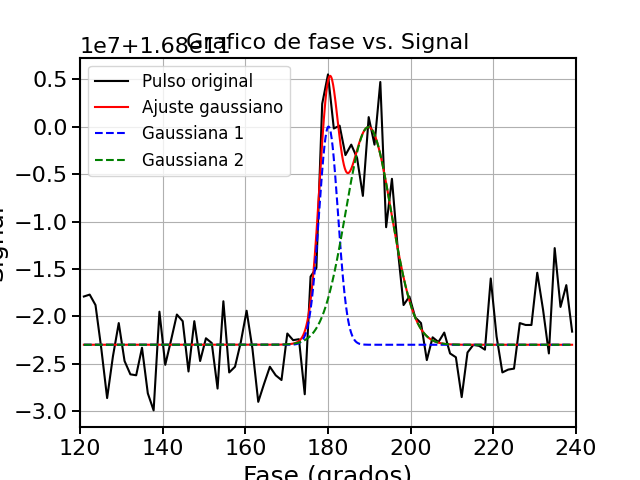 1e7+1.68e11
Grafico de fase vs. Signal
Pulso original
Ajuste gaussiano
Gaussiana 1
Gaussiana 2
0.5
0.0
−0.5
−1.0
−1.5
−2.0
−2.5
−3.0
Signal
120 140 160 180 200 220 240
Fase (grados)